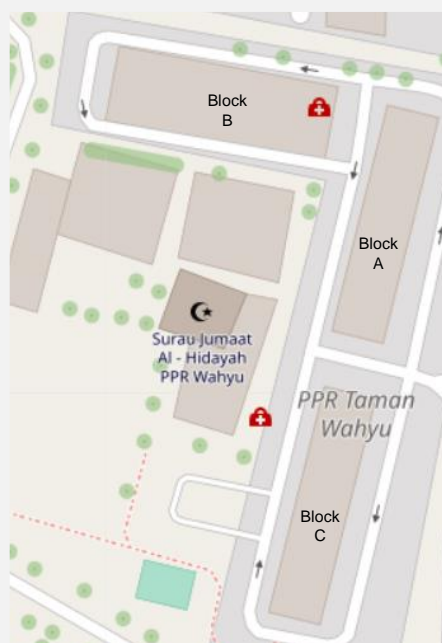 Block
B
Block
A
Surau Jumaat
Al - Hidayah
PPR Wahyu
PPR Taman
Wahyu
Block
C